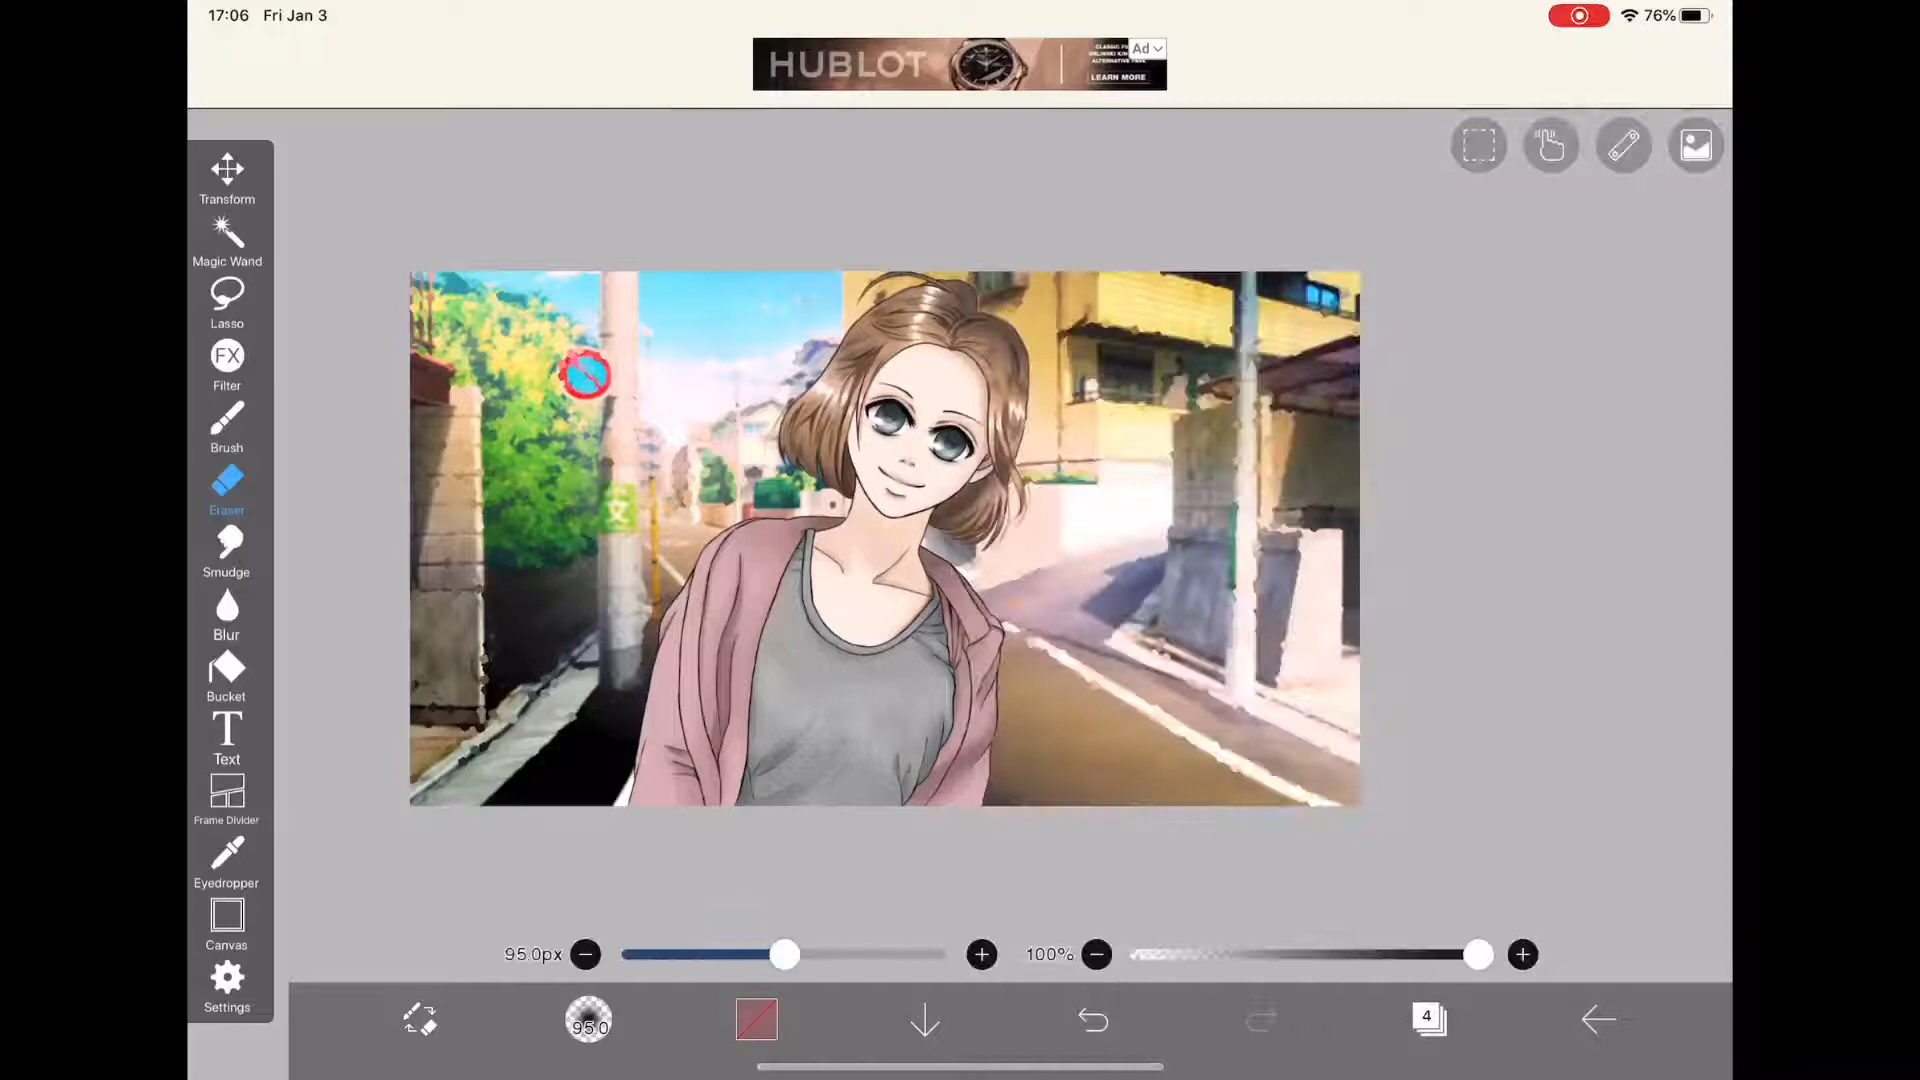 17:06 Fri Jan 3
76%
HUBLOT
Ad
LEARN MORE
Transform
Magic Wand
Lasso
FX
Filter
Brush
Eraser
Smudge
Blur
Bucket
T
Text
Frame Divider
Eyedropper
Canvas
Settings
文
95.0px
100%
95.0
4